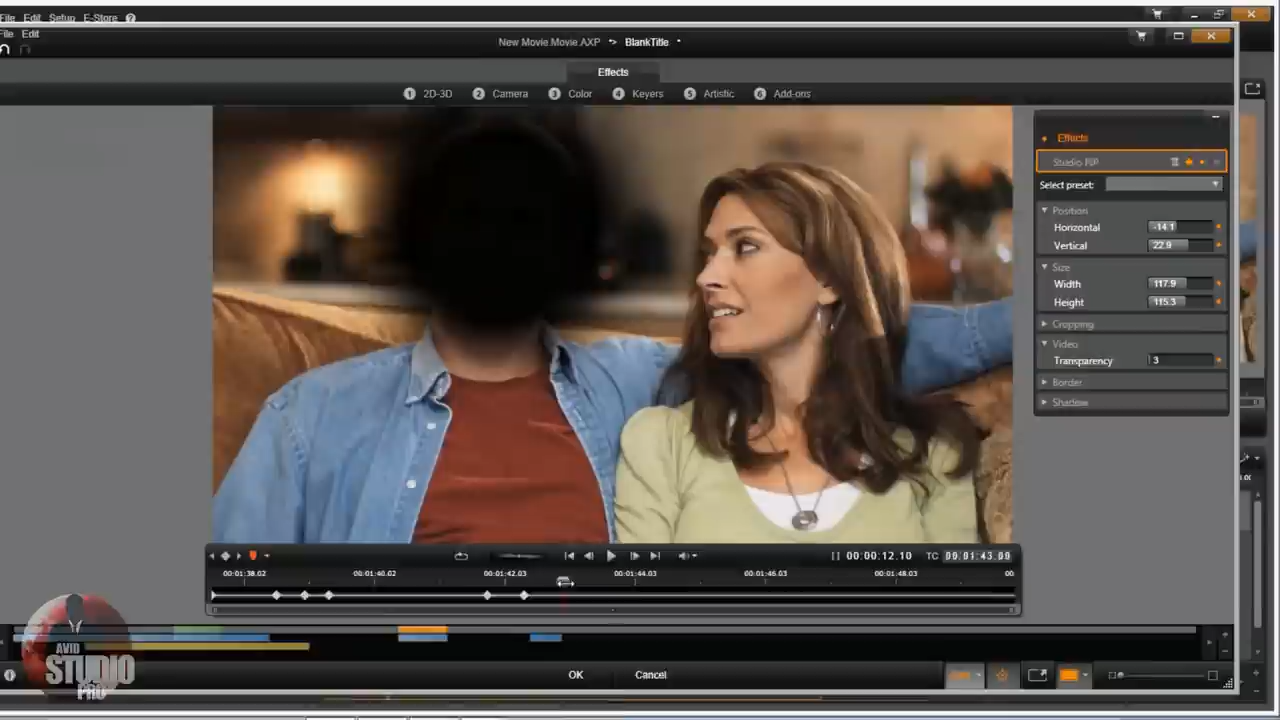 File Edit Setup E-Store ?
File Edit
New Movie Movie AXP BlankTitle
Effects
1 2D-3D 2 Camera 3 Color 4 Keyers 5 Artistic 6 Add-ons
Effects
Studio PIP
Select preset:
Position
Horizontal -14.1
Vertical 22.9
Size
Width 117.9
Height 115.3
Cropping
Video
Transparency 3
Border
Shadow
00:00:12.10 TC 00:01:43.00
00:01:38.02 00:01:40.02 00:01:42.03 00:01:44.03 00:01:46.03 00:01:48.03 00
AVID
STUDIO
PRO
OK Cancel